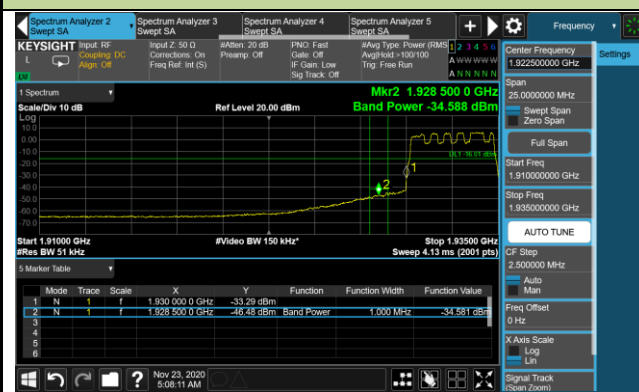 Spectrum Analyzer 2
Swept SA
Spectrum Analyzer 3
Swept SA
Spectrum Analyzer 4
Swept SA
Spectrum Analyzer 5
Swept SA
Frequency
KEYSIGHT
L
Input: RF
Coupling: DC
Align: Off
Input Z: 50 Ω
Corrections: On
Freq Ref: Int (S)
#Atten: 20 dB
Preamp: Off
PNO: Fast
Gate: Off
IF Gain: Low
Sig Track: Off
#Avg Type: Power (RMS
Avg|Hold >100/100
Trig: Free Run
1 2 3 4 5 6
A W W W W W
A N N N N N
1 Spectrum
Scale/Div 10 dB
Ref Level 20.00 dBm
Mkr2 1.928 500 0 GHz
Band Power -34.588 dBm
Log
10.0
0.00
-10.0
-20.0
-30.0
-40.0
-50.0
-60.0
-70.0
DL1 -16.01 dBm
1
2
Start 1.91000 GHz
#Res BW 51 kHz
#Video BW 150 kHz*
Stop 1.93500 GHz
Sweep 4.13 ms (2001 pts)
5 Marker Table
Mode Trace Scale X Y Function Function Width Function Value
1 N 1 f 1.930 000 0 GHz -33.29 dBm
2 N 1 f 1.928 500 0 GHz -46.48 dBm Band Power 1.000 MHz -34.581 dBm
3
4
5
6
Nov 23, 2020
5:08:11 AM
Center Frequency
1.922500000 GHz
Settings
Span
25.0000000 MHz
Swept Span
Zero Span
Full Span
Start Freq
1.910000000 GHz
Stop Freq
1.935000000 GHz
AUTO TUNE
CF Step
2.500000 MHz
Auto
Man
Freq Offset
0 Hz
X Axis Scale
Log
Lin
Signal Track
(Span Zoom)